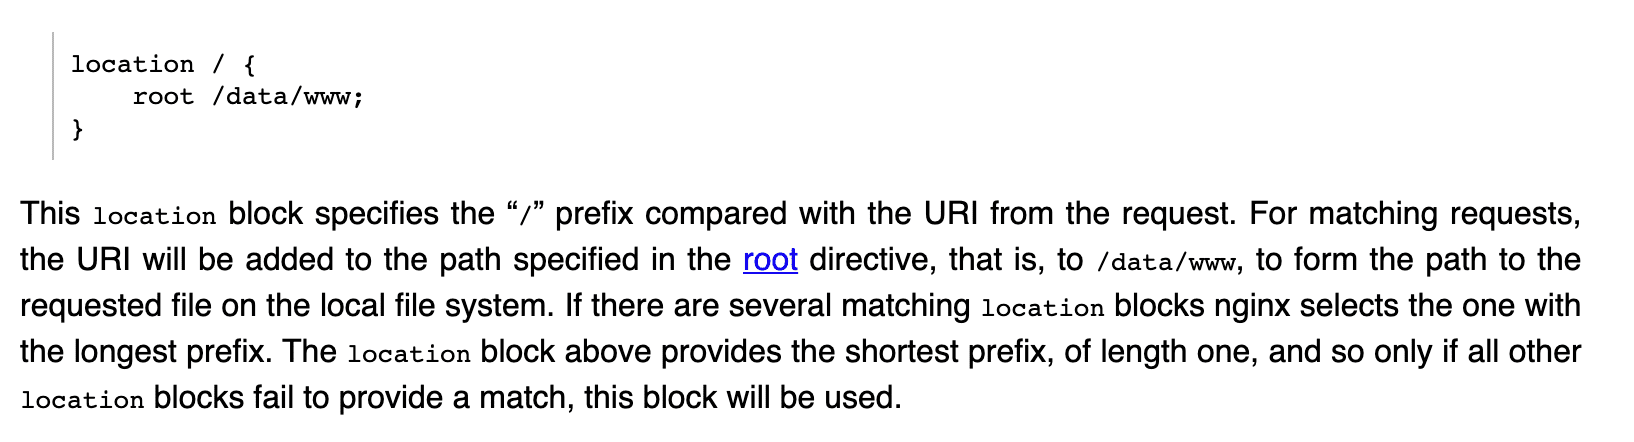 location / {
    root /data/www;
}
This location block specifies the “/” prefix compared with the URI from the request. For matching requests,
the URI will be added to the path specified in the root directive, that is, to /data/www, to form the path to the
requested file on the local file system. If there are several matching location blocks nginx selects the one with
the longest prefix. The location block above provides the shortest prefix, of length one, and so only if all other
location blocks fail to provide a match, this block will be used.